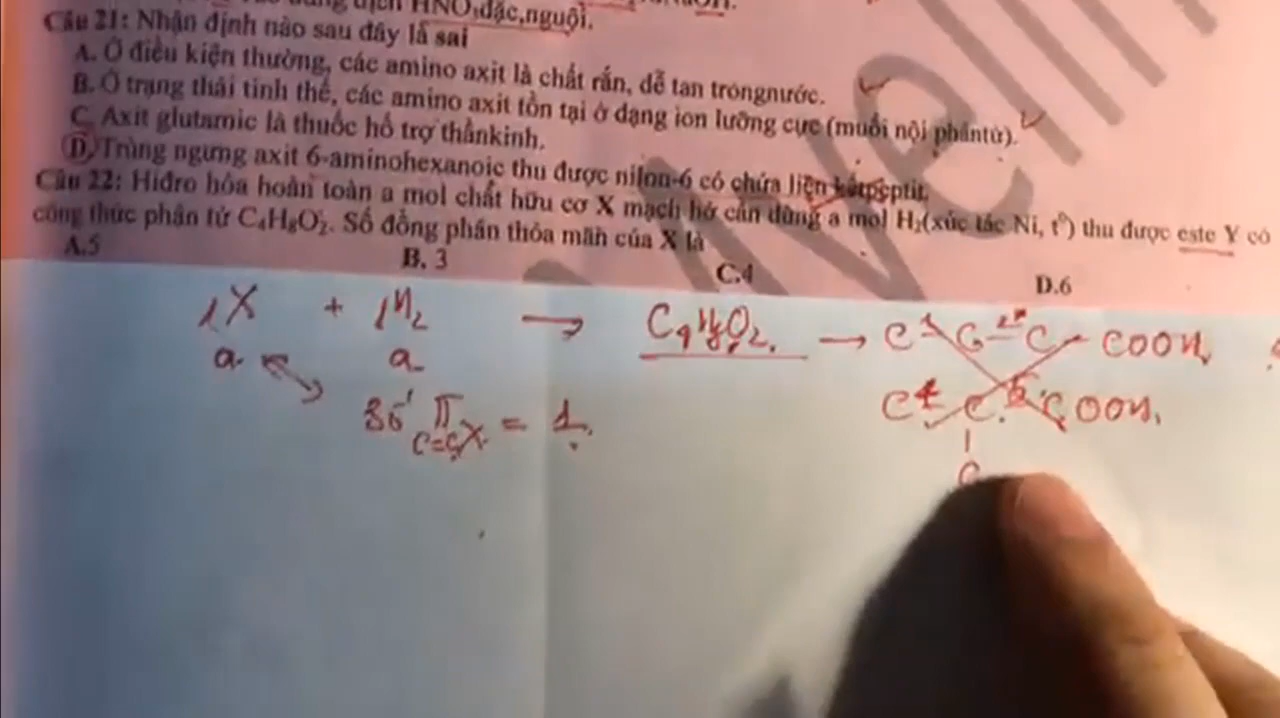 dịch HNO₃đặc,nguội.
Câu 21: Nhận định nào sau đây là sai
A. Ở điều kiện thường, các amino axit là chất rắn, dễ tan trongnước.
B. Ở trạng thái tinh thể, các amino axit tồn tại ở dạng ion lưỡng cực (muối nội phântử).
C. Axit glutamic là thuốc hỗ trợ thầnkinh.
D. Trùng ngưng axit 6-aminohexanoic thu được nilon-6 có chứa liên kếtpeptit.
Câu 22: Hiđro hóa hoàn toàn a mol chất hữu cơ X mạch hở cần dùng a mol H₂(xúc tác Ni, t⁰) thu được este Y có
công thức phân tử C₄H₈O₂. Số đồng phân thỏa mãn của X là
A.5 B. 3 C.4 D.6
1X + 1H₂ → C₄H₈O₂. → C C C COOH
a a C C COOH
π C=C X = 1 C